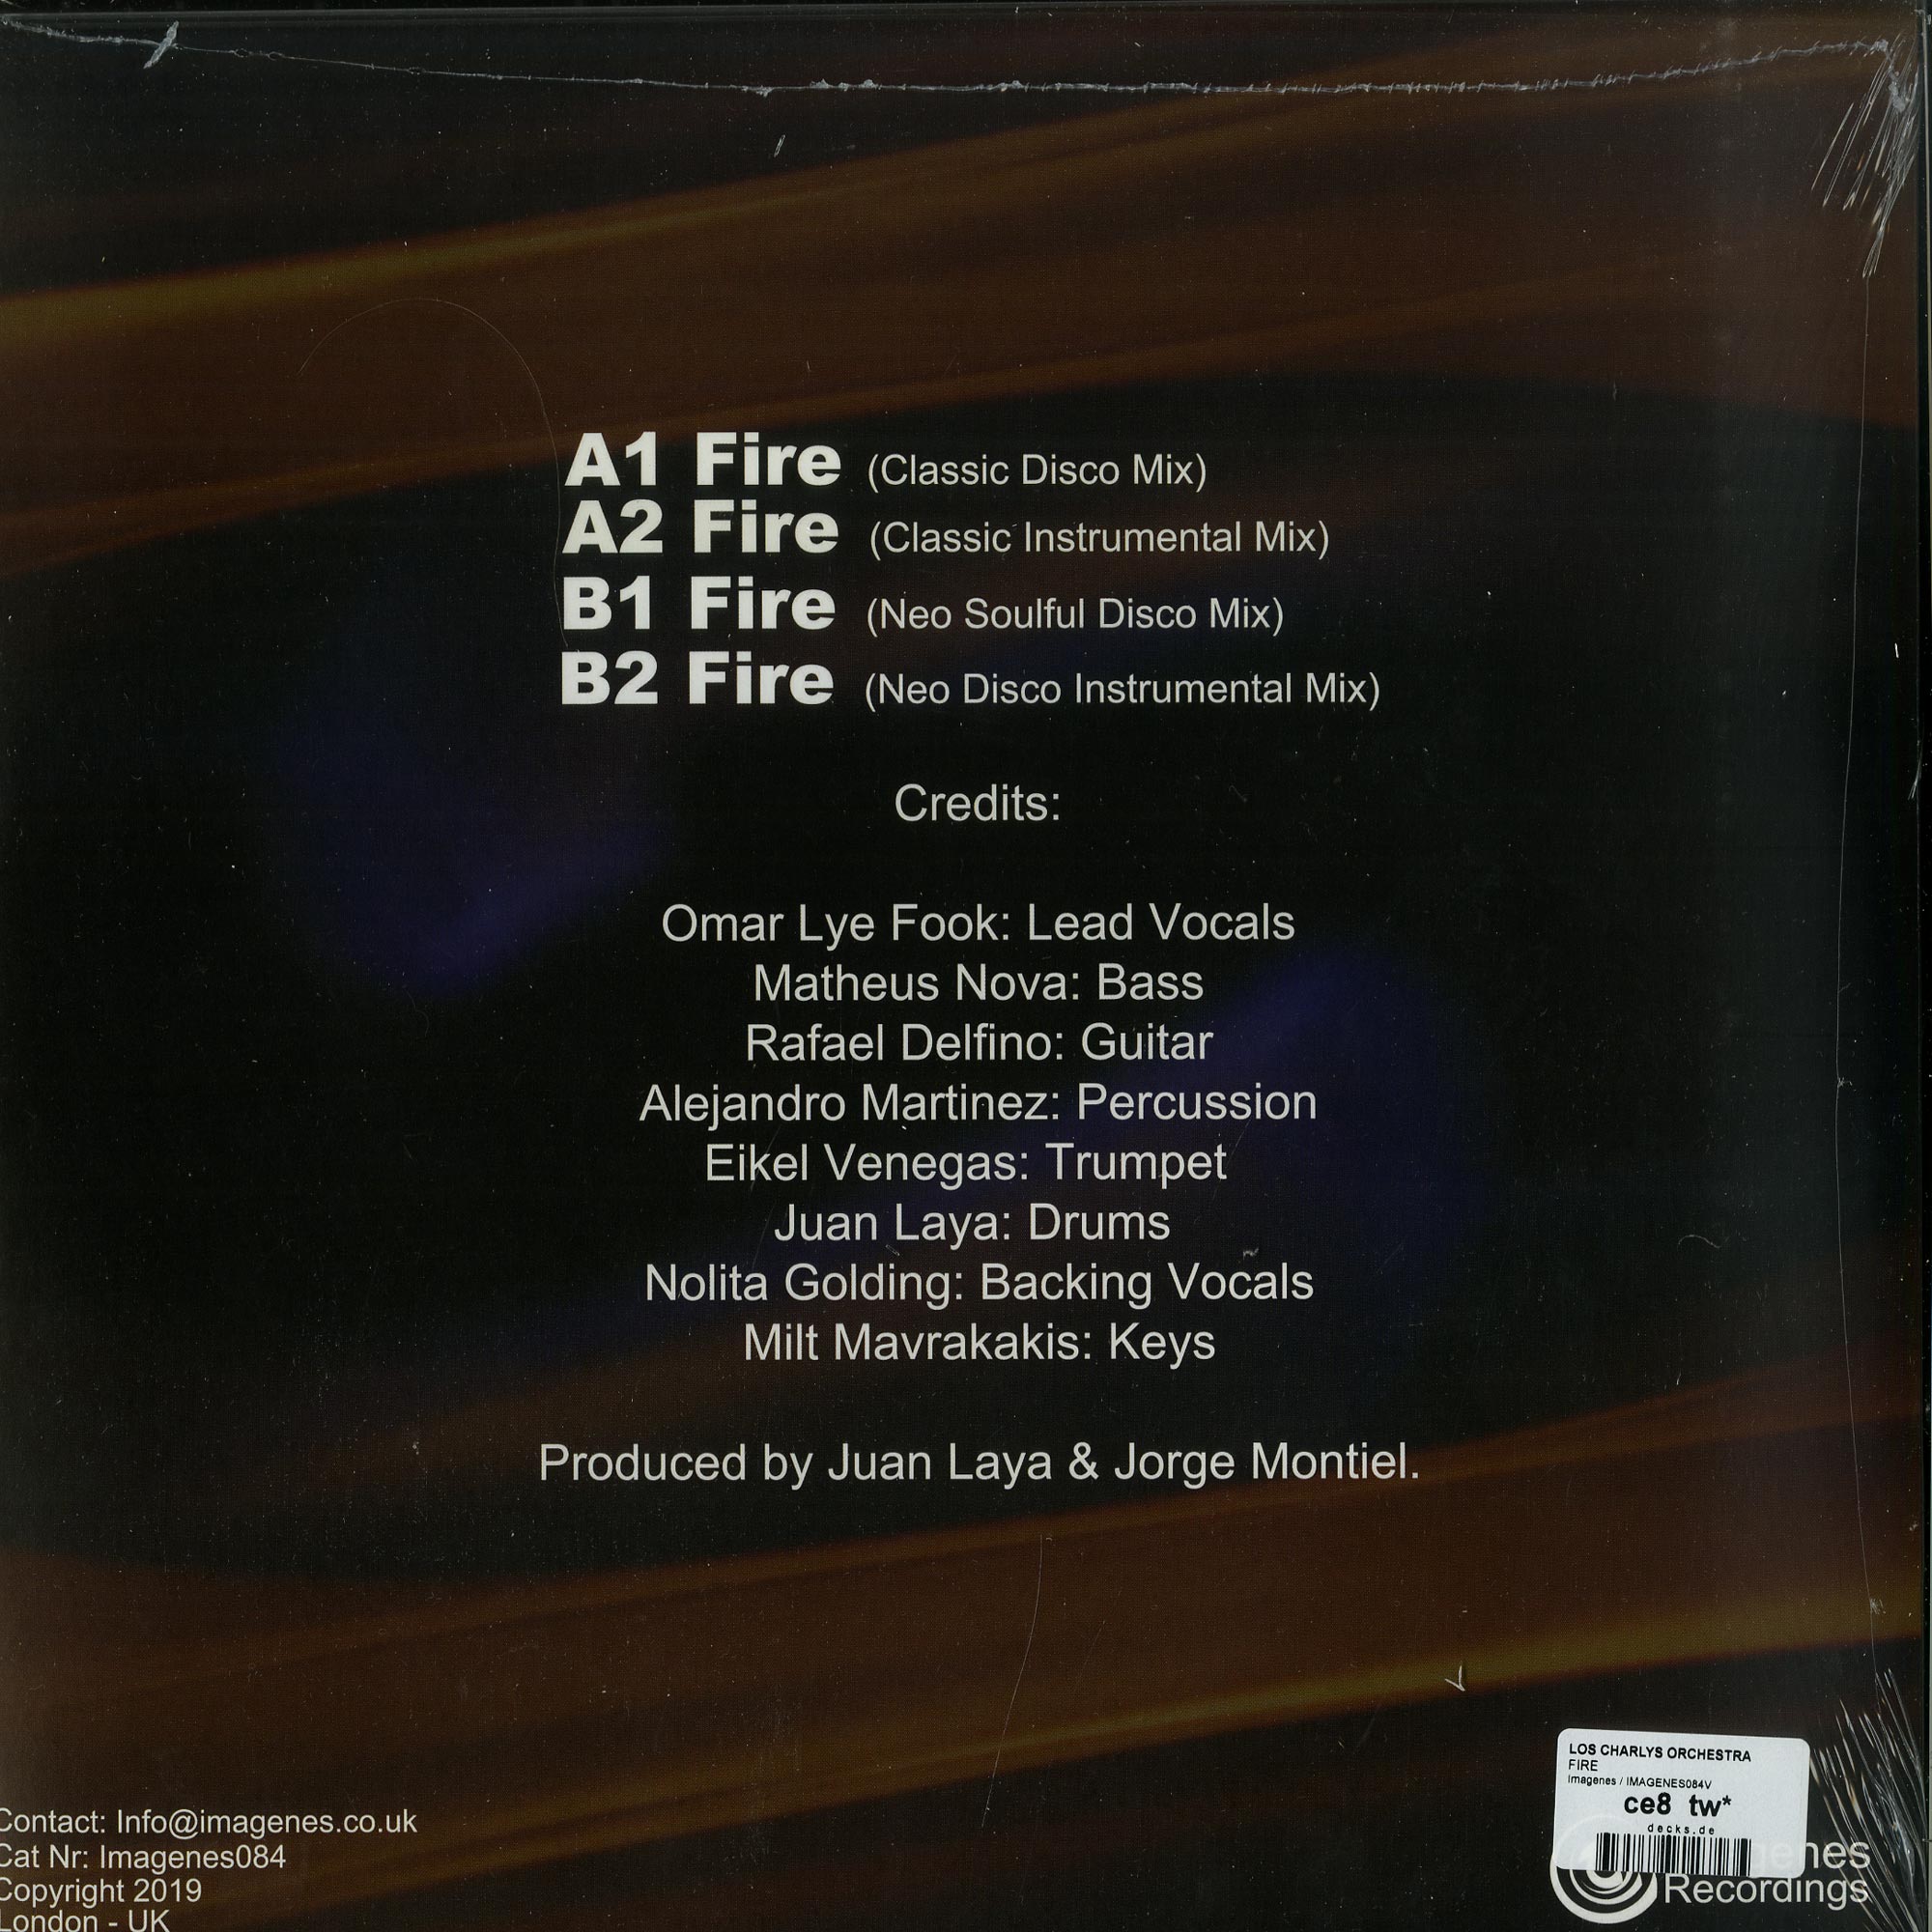 A1 Fire (Classic Disco Mix)
A2 Fire (Classic Instrumental Mix)
B1 Fire (Neo Soulful Disco Mix)
B2 Fire (Neo Disco Instrumental Mix)
Credits:
Omar Lye Fook: Lead Vocals
Matheus Nova: Bass
Rafael Delfino: Guitar
Alejandro Martinez: Percussion
Eikel Venegas: Trumpet
Juan Laya: Drums
Nolita Golding: Backing Vocals
Milt Mavrakakis: Keys
Produced by Juan Laya & Jorge Montiel.
Contact: Info@imagenes.co.uk
Cat Nr: Imagenes084
Copyright 2019
London - UK
LOS CHARLYS ORCHESTRA
FIRE
Imagenes / IMAGENES084V
ce8 tw*
decks.de
Recordings